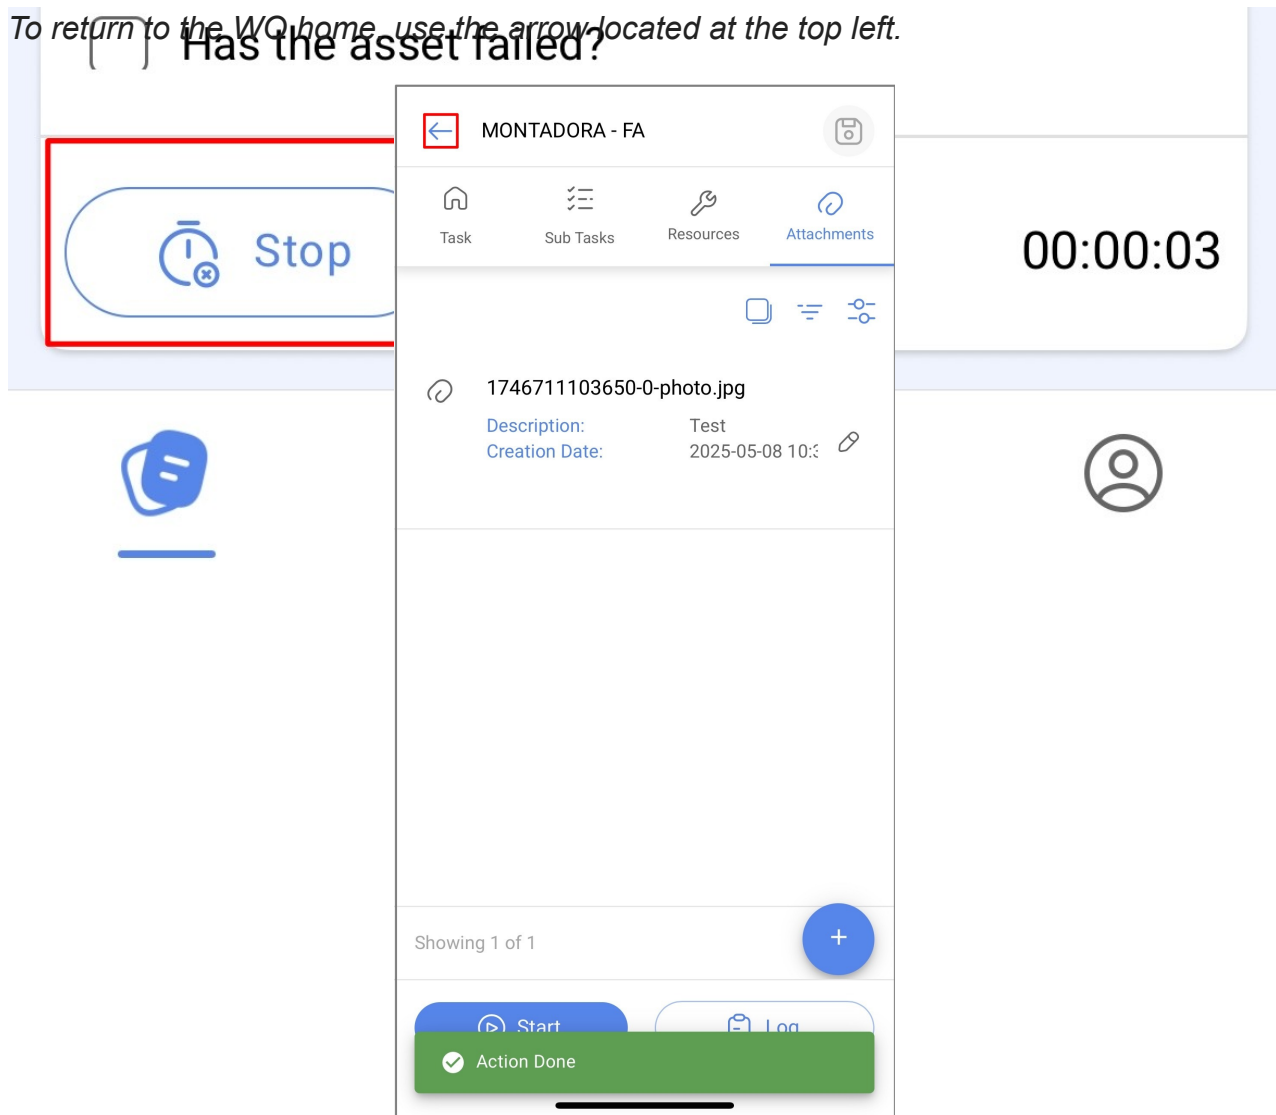 To return to the WO home, use the arrow located at the top left.
Has the asset failed?
MONTADORA - FA
Task
Sub Tasks
Resources
Attachments
Stop
00:00:03
1746711103650-0-photo.jpg
Description:
Test
Creation Date:
2025-05-08 10:
Showing 1 of 1
+
Start
Log
Action Done